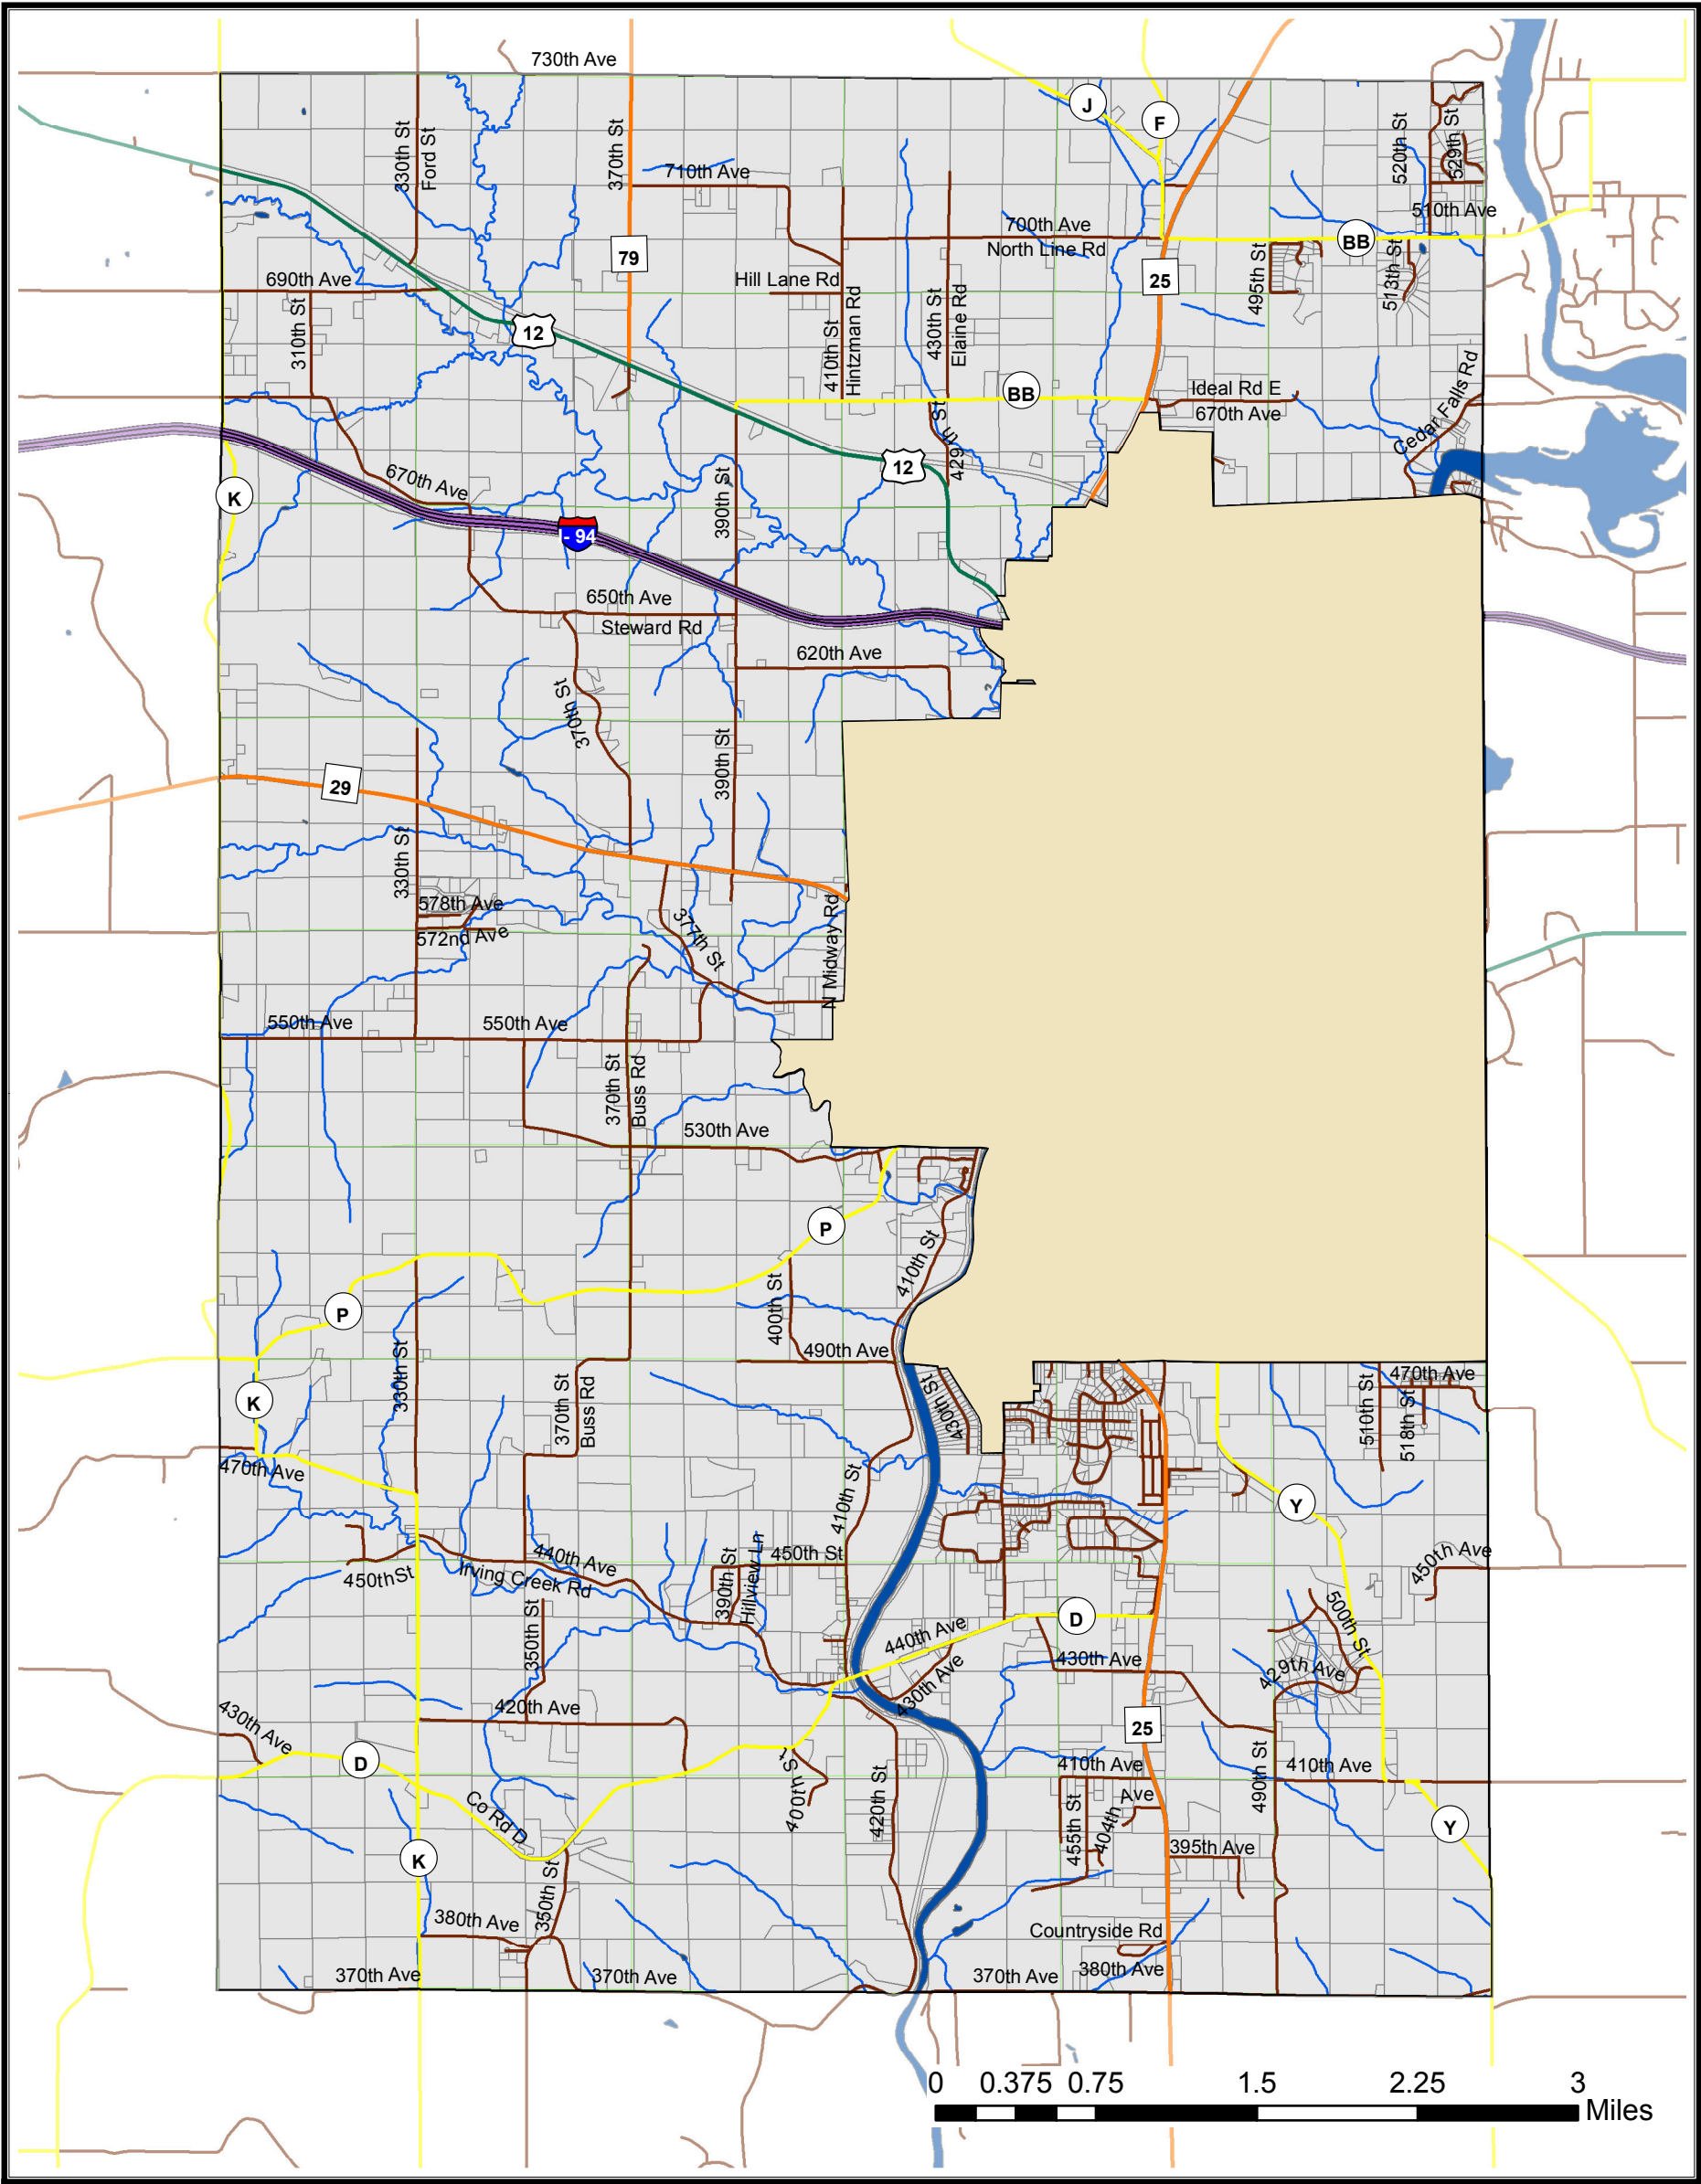 730th Ave
J
F
330th St
Ford St
370th St
710th Ave
520th St
529th St
510th Ave
700th Ave
North Line Rd
BB
79
25
495th St
513th St
690th Ave
Hill Lane Rd
310th St
12
410th St
Hintzman Rd
430th St
Elaine Rd
BB
Ideal Rd E
670th Ave
Cedar Falls Rd
429th St
12
K
670th Ave
390th St
I- 94
650th Ave
Steward Rd
620th Ave
370th St
390th St
29
330th St
578th Ave
572nd Ave
377th St
N Midway Rd
550th Ave
550th Ave
370th St
Buss Rd
530th Ave
P
410th St
400th St
P
330th St
490th Ave
K
370th St
Buss Rd
430th St
470th Ave
510th St
518th St
470th Ave
410th St
Y
440th Ave
Irving Creek Rd
450th St
390th St
Hillview Ln
450th St
450th Ave
350th St
D
440th Ave
430th Ave
430th Ave
500th St
429th Ave
430th Ave
420th Ave
25
D
Co Rd D
400th St
420th St
410th Ave
490th St
410th Ave
455th St
404th Ave
Y
395th Ave
K
350th St
380th Ave
Countryside Rd
370th Ave
370th Ave
370th Ave
380th Ave
0 0.375 0.75 1.5 2.25 3
Miles